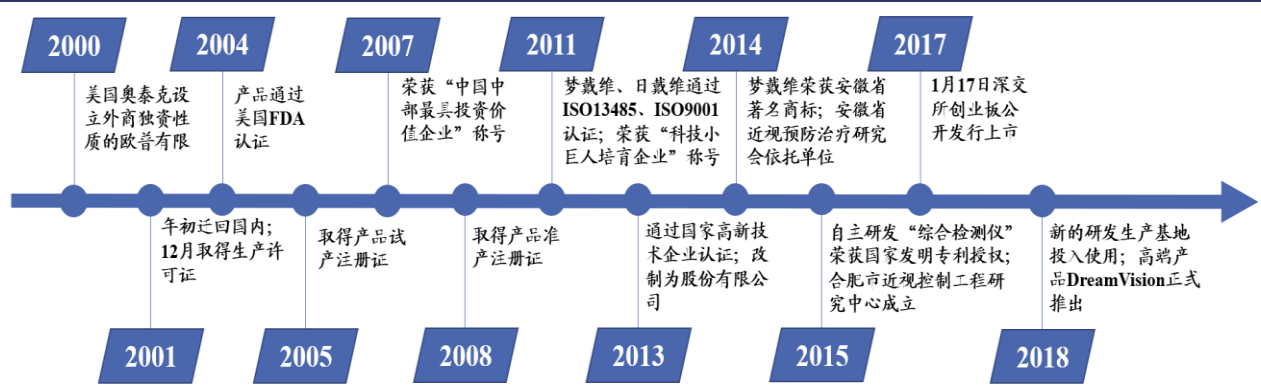 2000
美国奥泰克设
立外商独资性
质的欧普有限
2001
年初迁回国内；
12月取得生产许
可证
2004
产品通过
美国FDA
认证
2005
取得产品试
产注册证
2007
荣获“中国中
部最具投资价
值企业”称号
2008
取得产品准
产注册证
2011
梦戴维、日戴维通过
ISO13485、ISO9001
认证；荣获“科技小
巨人培育企业”称号
2013
通过国家高新技
术企业认证；改
制为股份有限公
司
2014
梦戴维荣获安徽省
著名商标；安徽省
近视预防治疗研究
会依托单位
2015
自主研发“综合检测仪”
荣获国家发明专利授权；
合肥市近视控制工程研
究中心成立
2017
1月17日深交
所创业板公
开发行上市
2018
新的研发生产基地
投入使用；高端产
品DreamVision正式
推出